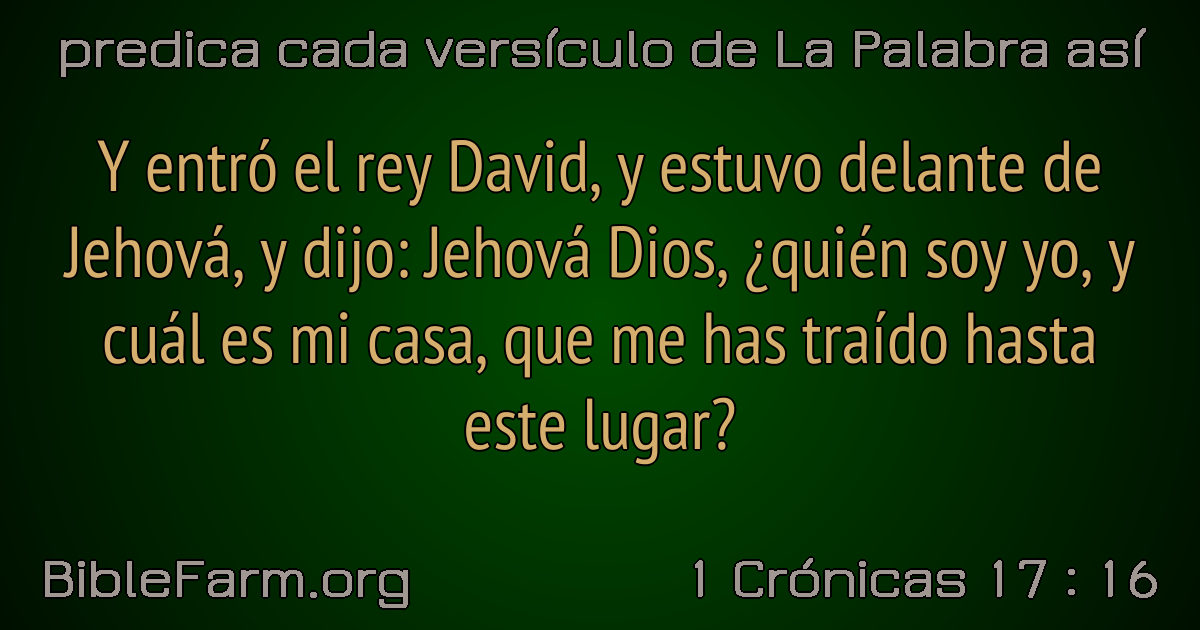 predica cada versículo de La Palabra así
Y entró el rey David, y estuvo delante de
Jehová, y dijo: Jehová Dios, ¿quién soy yo, y
cuál es mi casa, que me has traído hasta
este lugar?
BibleFarm.org
1 Crónicas 17 : 16